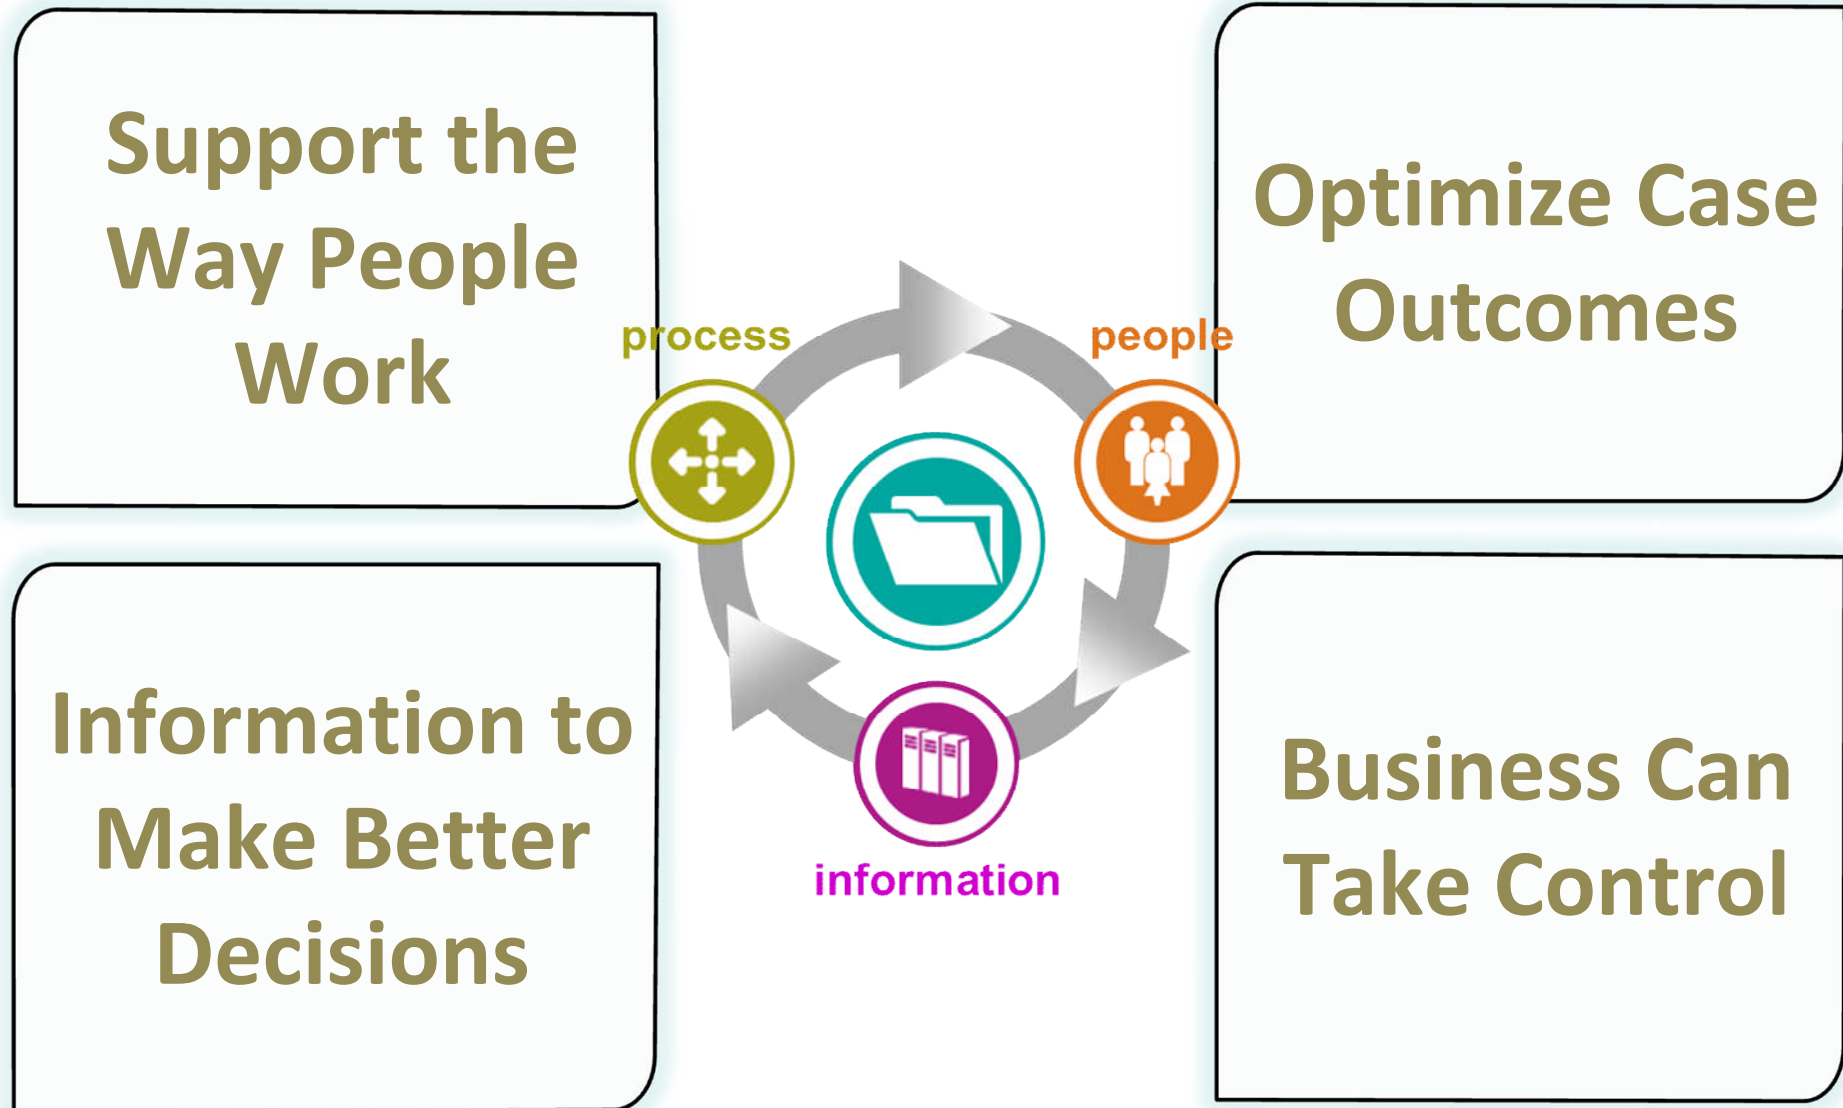 Support the
Way People
Work
Optimize Case
Outcomes
process
people
information
Information to
Make Better
Decisions
Business Can
Take Control